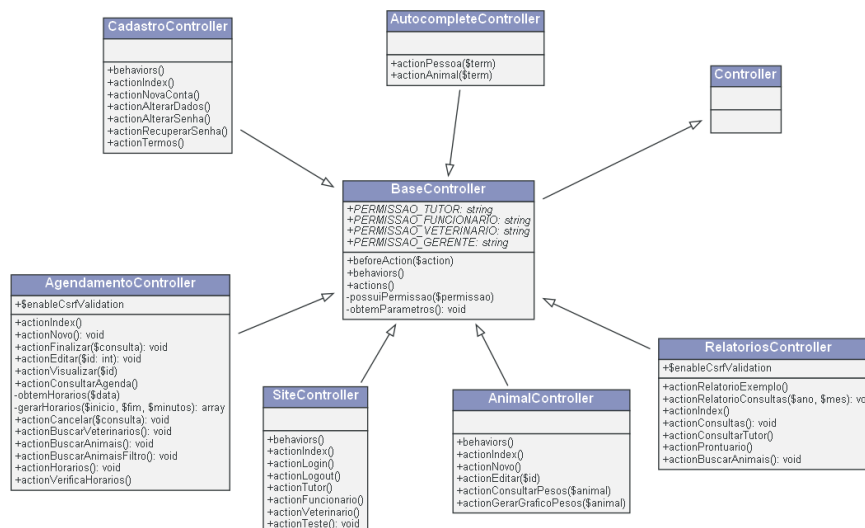 CadastroController
+behaviors()
+actionIndex()
+actionNovaConta()
+actionAlterarDados()
+actionAlterarSenha()
+actionRecuperarSenha()
+actionTermos()
AutocompleteController
+actionPessoa($term)
+actionAnimal($term)
Controller
BaseController
+PERMISSAO_TUTOR: string
+PERMISSAO_FUNCIONARIO: string
+PERMISSAO_VETERINARIO: string
+PERMISSAO_GERENTE: string
+beforeAction($action)
+behaviors()
+actions()
-possuiPermissao($permissao)
-obtemParametros(): void
AgendamentoController
+$enableCsrfValidation
+actionIndex()
+actionNovo(): void
+actionFinalizar($consulta): void
+actionEditar($id: int): void
+actionVisualizar($id)
+actionConsultarAgenda()
-obtemHorarios($data)
-gerarHorarios($inicio, $fim, $minutos): array
+actionCancelar($consulta): void
+actionBuscarVeterinarios(): void
+actionBuscarAnimais(): void
+actionBuscarAnimaisFiltro(): void
+actionHorarios(): void
+actionVerificaHorarios()
SiteController
+behaviors()
+actionIndex()
+actionLogin()
+actionLogout()
+actionTutor()
+actionFuncionario()
+actionVeterinario()
+actionTeste(): void
AnimalController
+behaviors()
+actionIndex()
+actionNovo()
+actionEditar($id)
+actionConsultarPesos($animal)
+actionGerarGraficoPesos($animal)
RelatoriosController
+$enableCsrfValidation
+actionRelatorioExemplo()
+actionRelatorioConsultas($ano, $mes): vo
+actionIndex()
+actionConsultas(): void
+actionConsultarTutor()
+actionProntuario()
+actionBuscarAnimais(): void